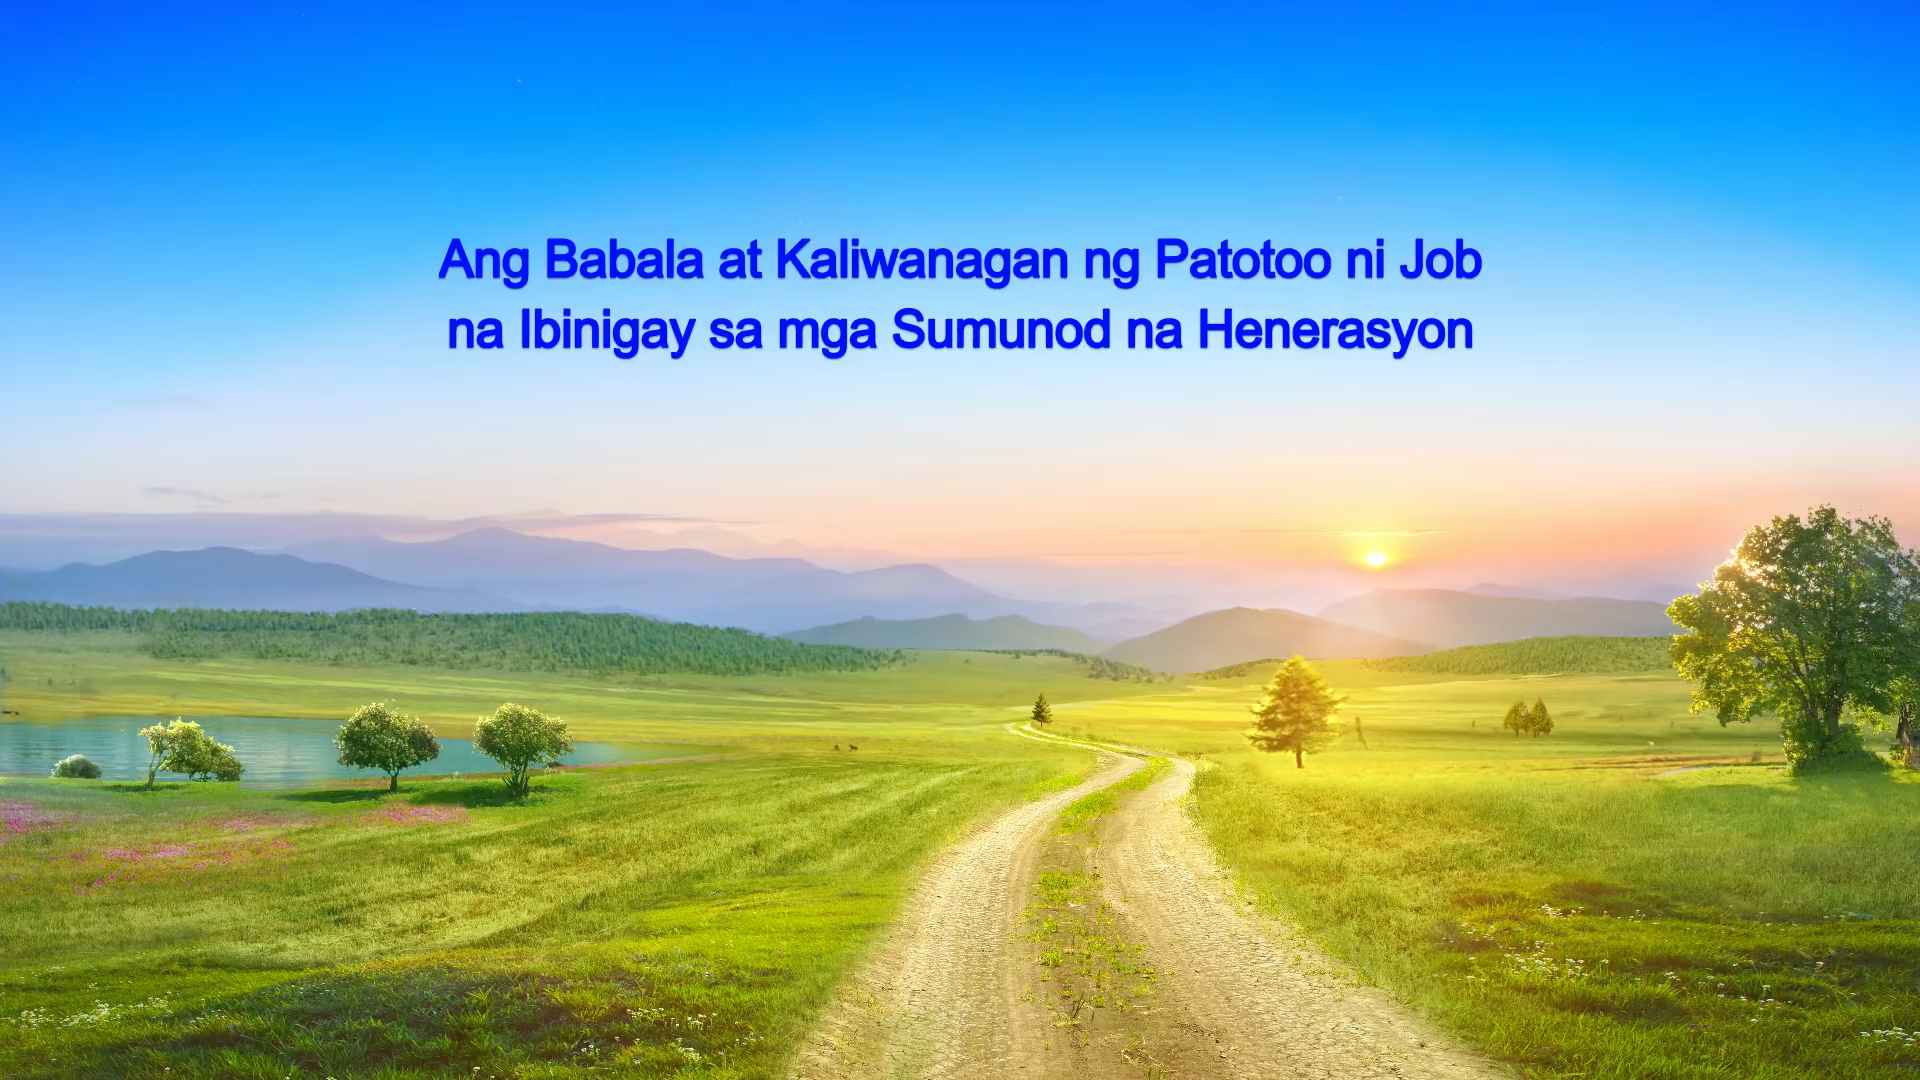 Ang Babala at Kaliwanagan ng Patotoo ni Job
na Ibinigay sa mga Sumunod na Henerasyon